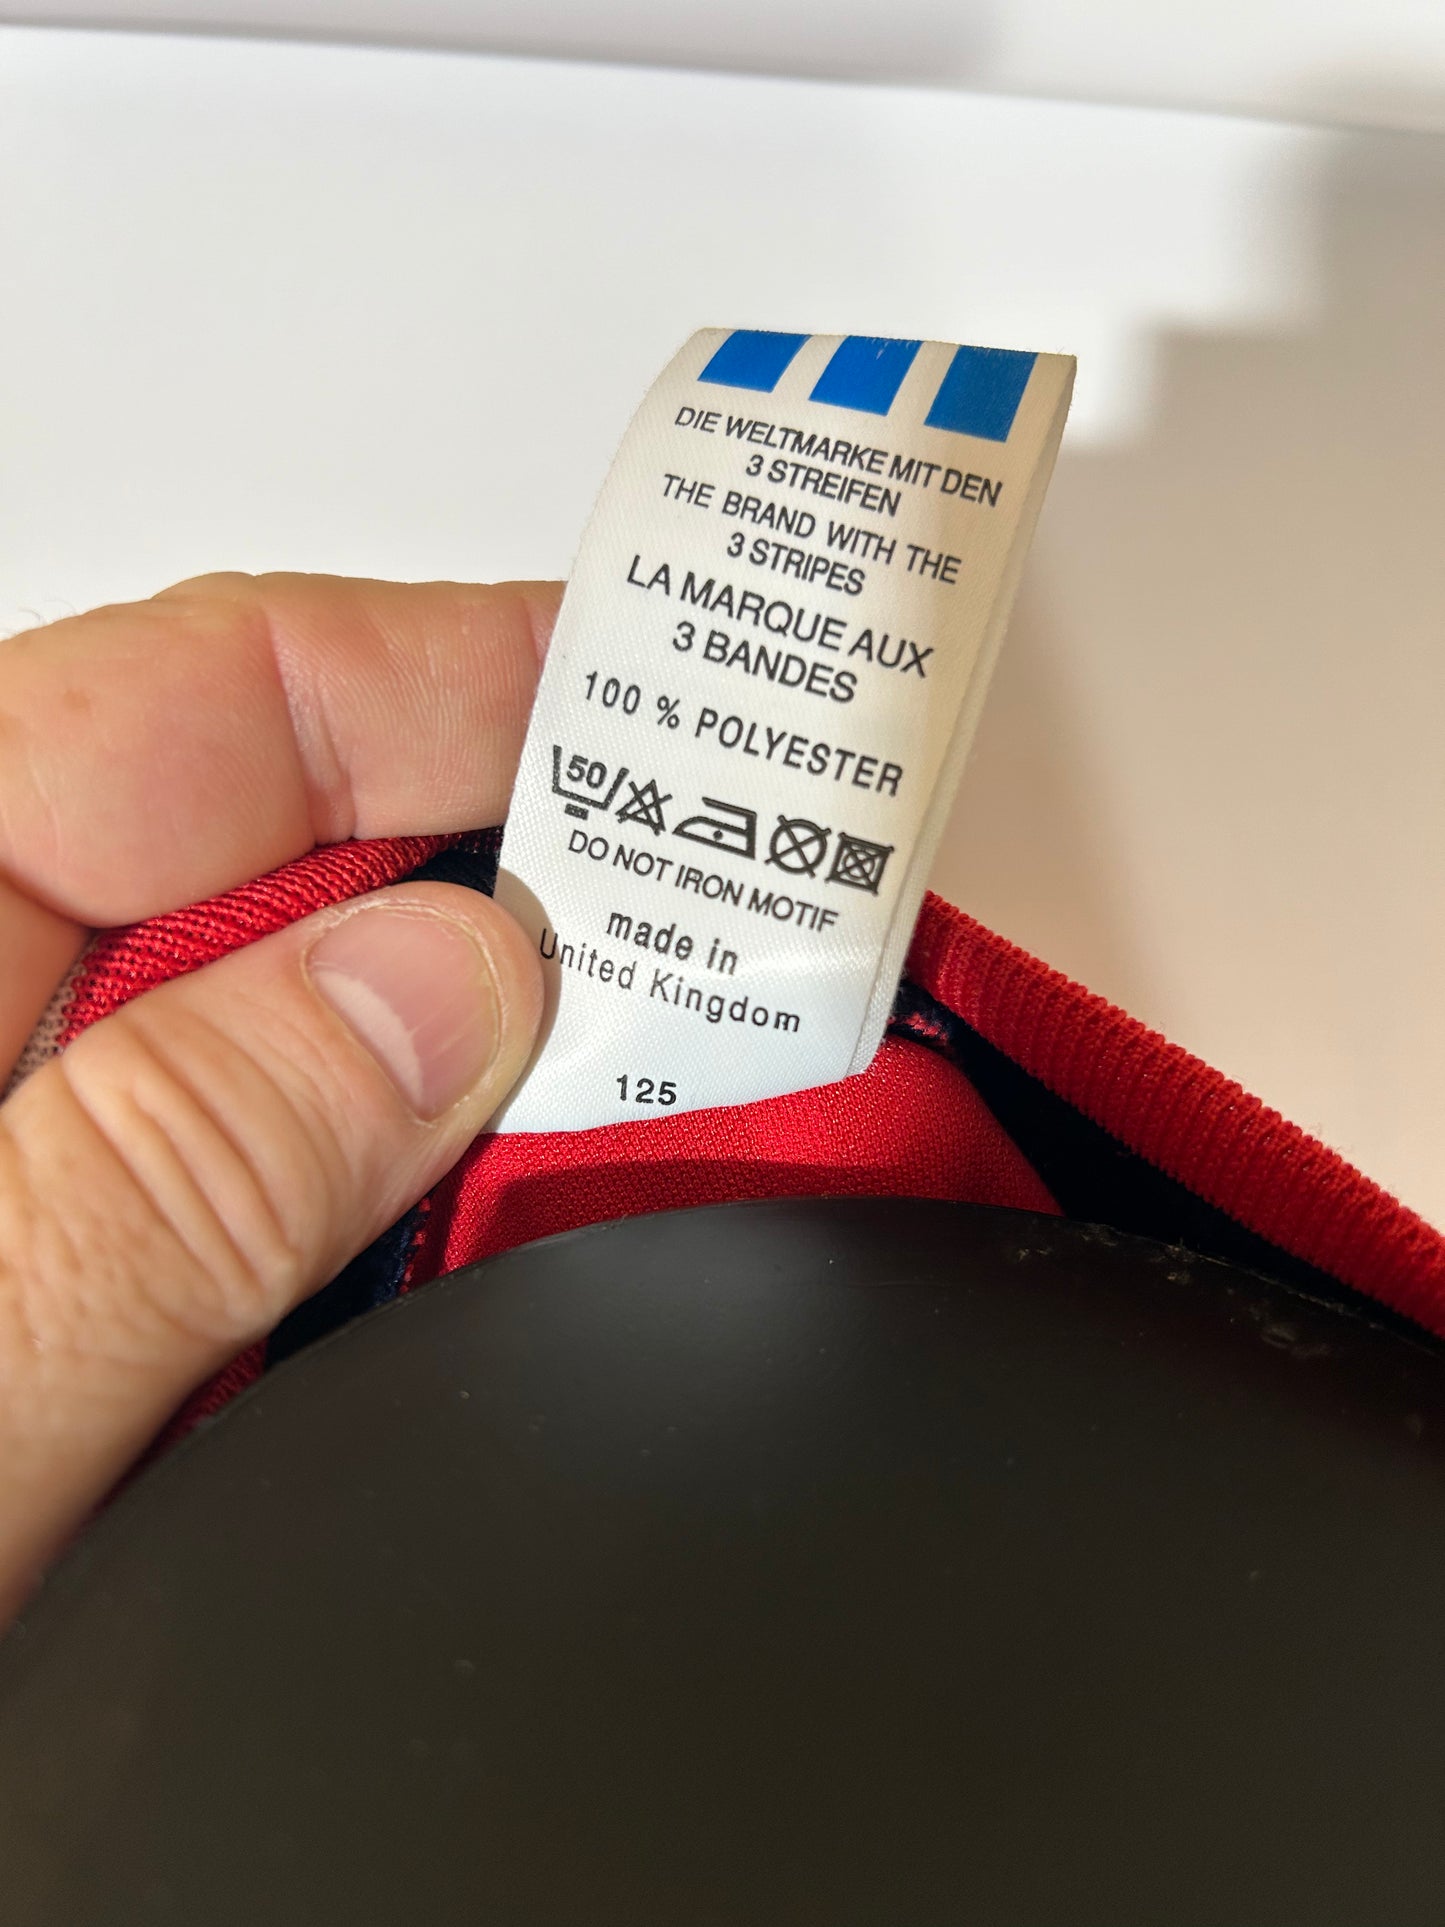 DIE WELTMARKE MIT DEN
3 STREIFEN
THE BRAND WITH THE
3 STRIPES
LA MARQUE AUX
3 BANDES
100 % POLYESTER
50
DO NOT IRON MOTIF
made in
United Kingdom
125